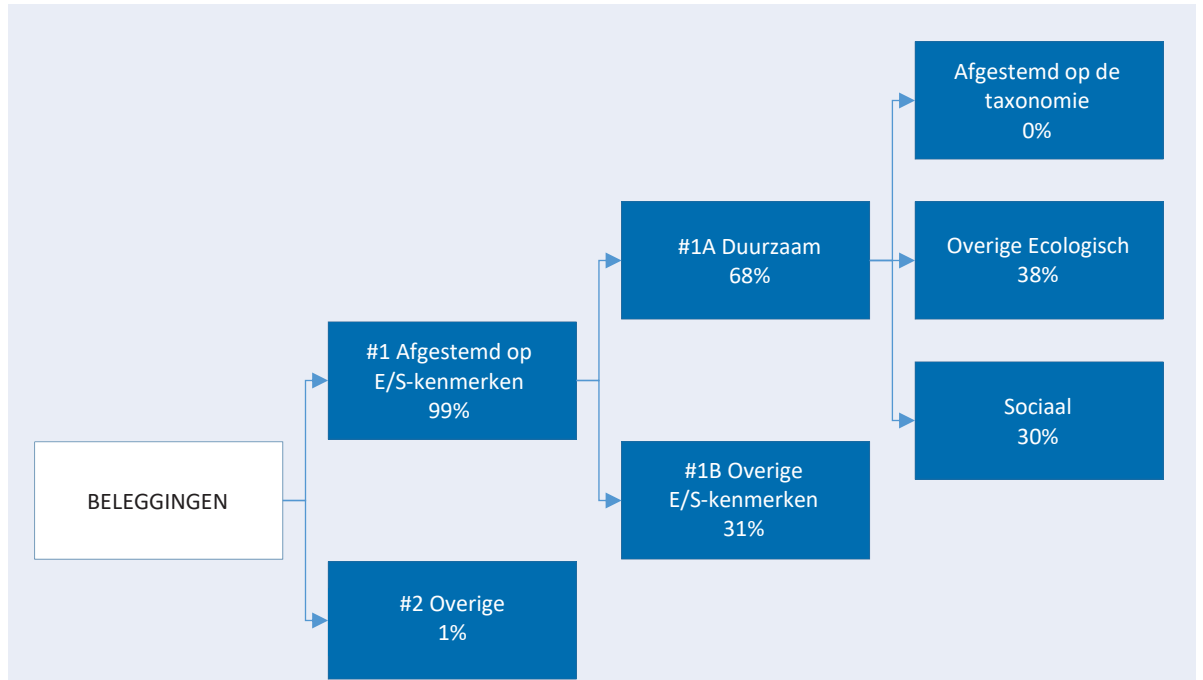 BELEGGINGEN
#1 Afgestemd op
E/S-kenmerken
99%
#2 Overige
1%
#1A Duurzaam
68%
#1B Overige
E/S-kenmerken
31%
Afgestemd op de
taxonomie
0%
Overige Ecologisch
38%
Sociaal
30%